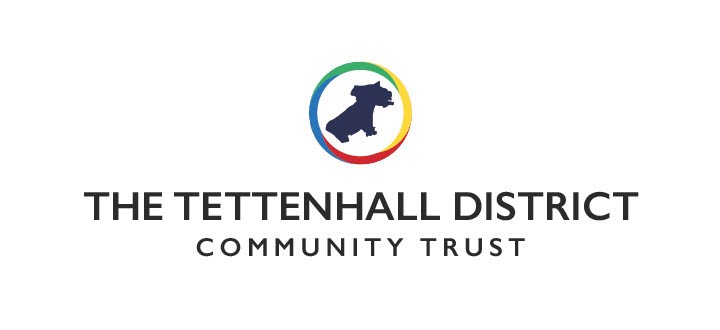 THE TETTENHALL DISTRICT
COMMUNITY TRUST